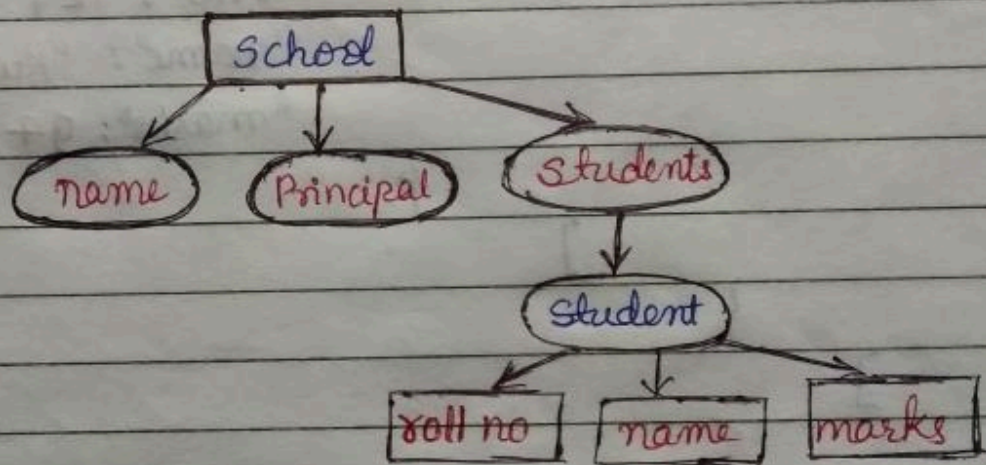 School
name
Principal
students
student
roll no
name
marks